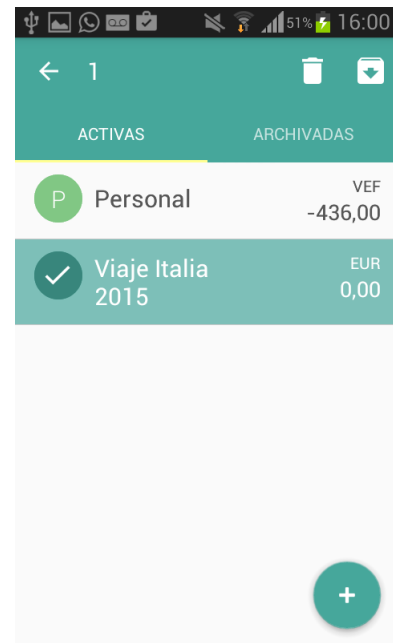 51% 16:00
1
ACTIVAS ARCHIVADAS
P Personal VEF
-436,00
Viaje Italia EUR
2015 0,00
+